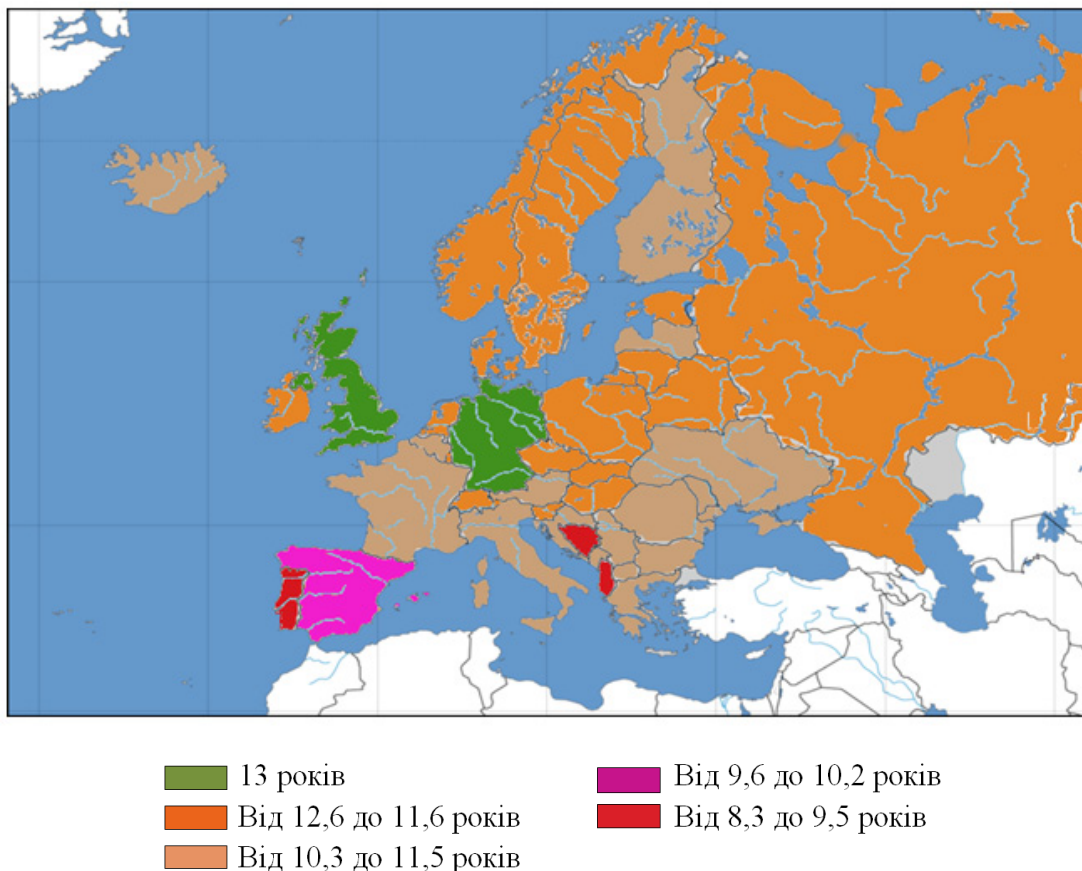 13 років
Від 12,6 до 11,6 років
Від 10,3 до 11,5 років
Від 9,6 до 10,2 років
Від 8,3 до 9,5 років